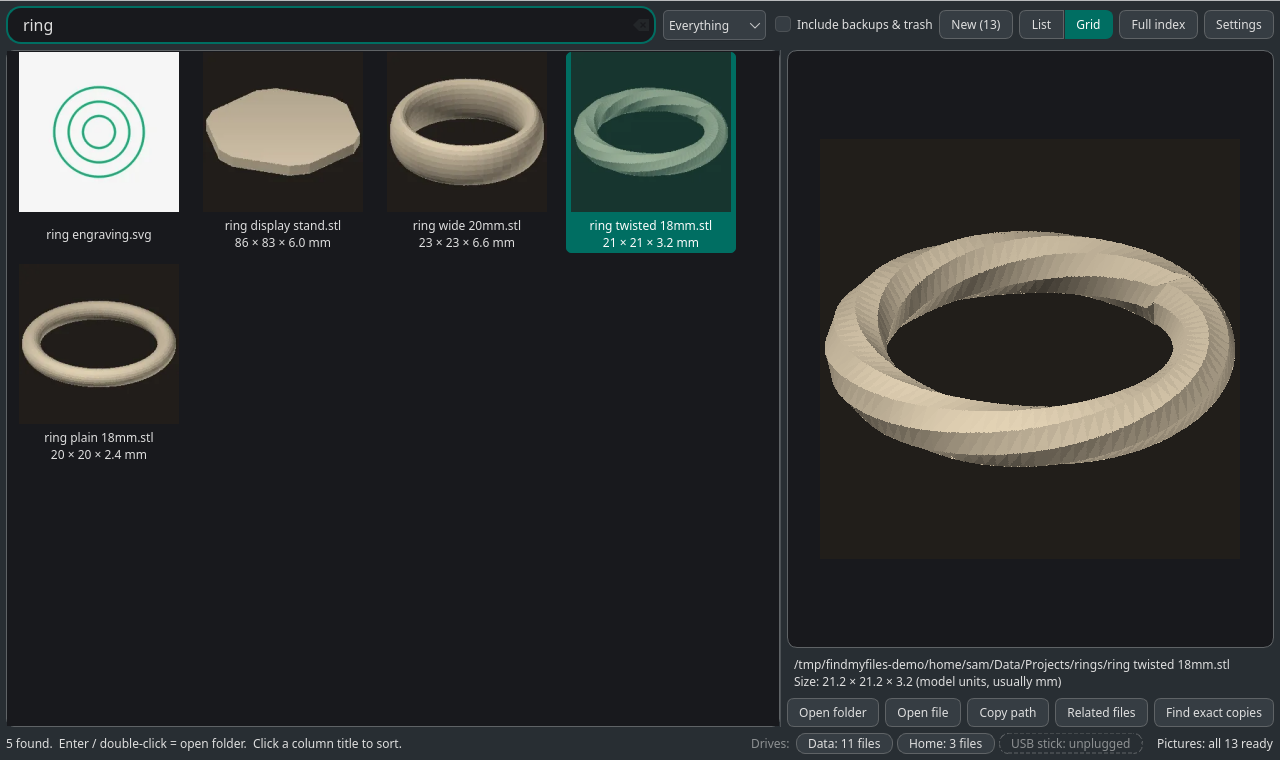 ring
Everything
Include backups & trash
New (13)
List
Grid
Full index
Settings
ring engraving.svg
ring display stand.stl
86 × 83 × 6.0 mm
ring wide 20mm.stl
23 × 23 × 6.6 mm
ring twisted 18mm.stl
21 × 21 × 3.2 mm
ring plain 18mm.stl
20 × 20 × 2.4 mm
/tmp/findmyfiles-demo/home/sam/Data/Projects/rings/ring twisted 18mm.stl
Size: 21.2 × 21.2 × 3.2 (model units, usually mm)
Open folder
Open file
Copy path
Related files
Find exact copies
5 found.  Enter / double-click = open folder.  Click a column title to sort.
Drives:
Data: 11 files
Home: 3 files
USB stick: unplugged
Pictures: all 13 ready